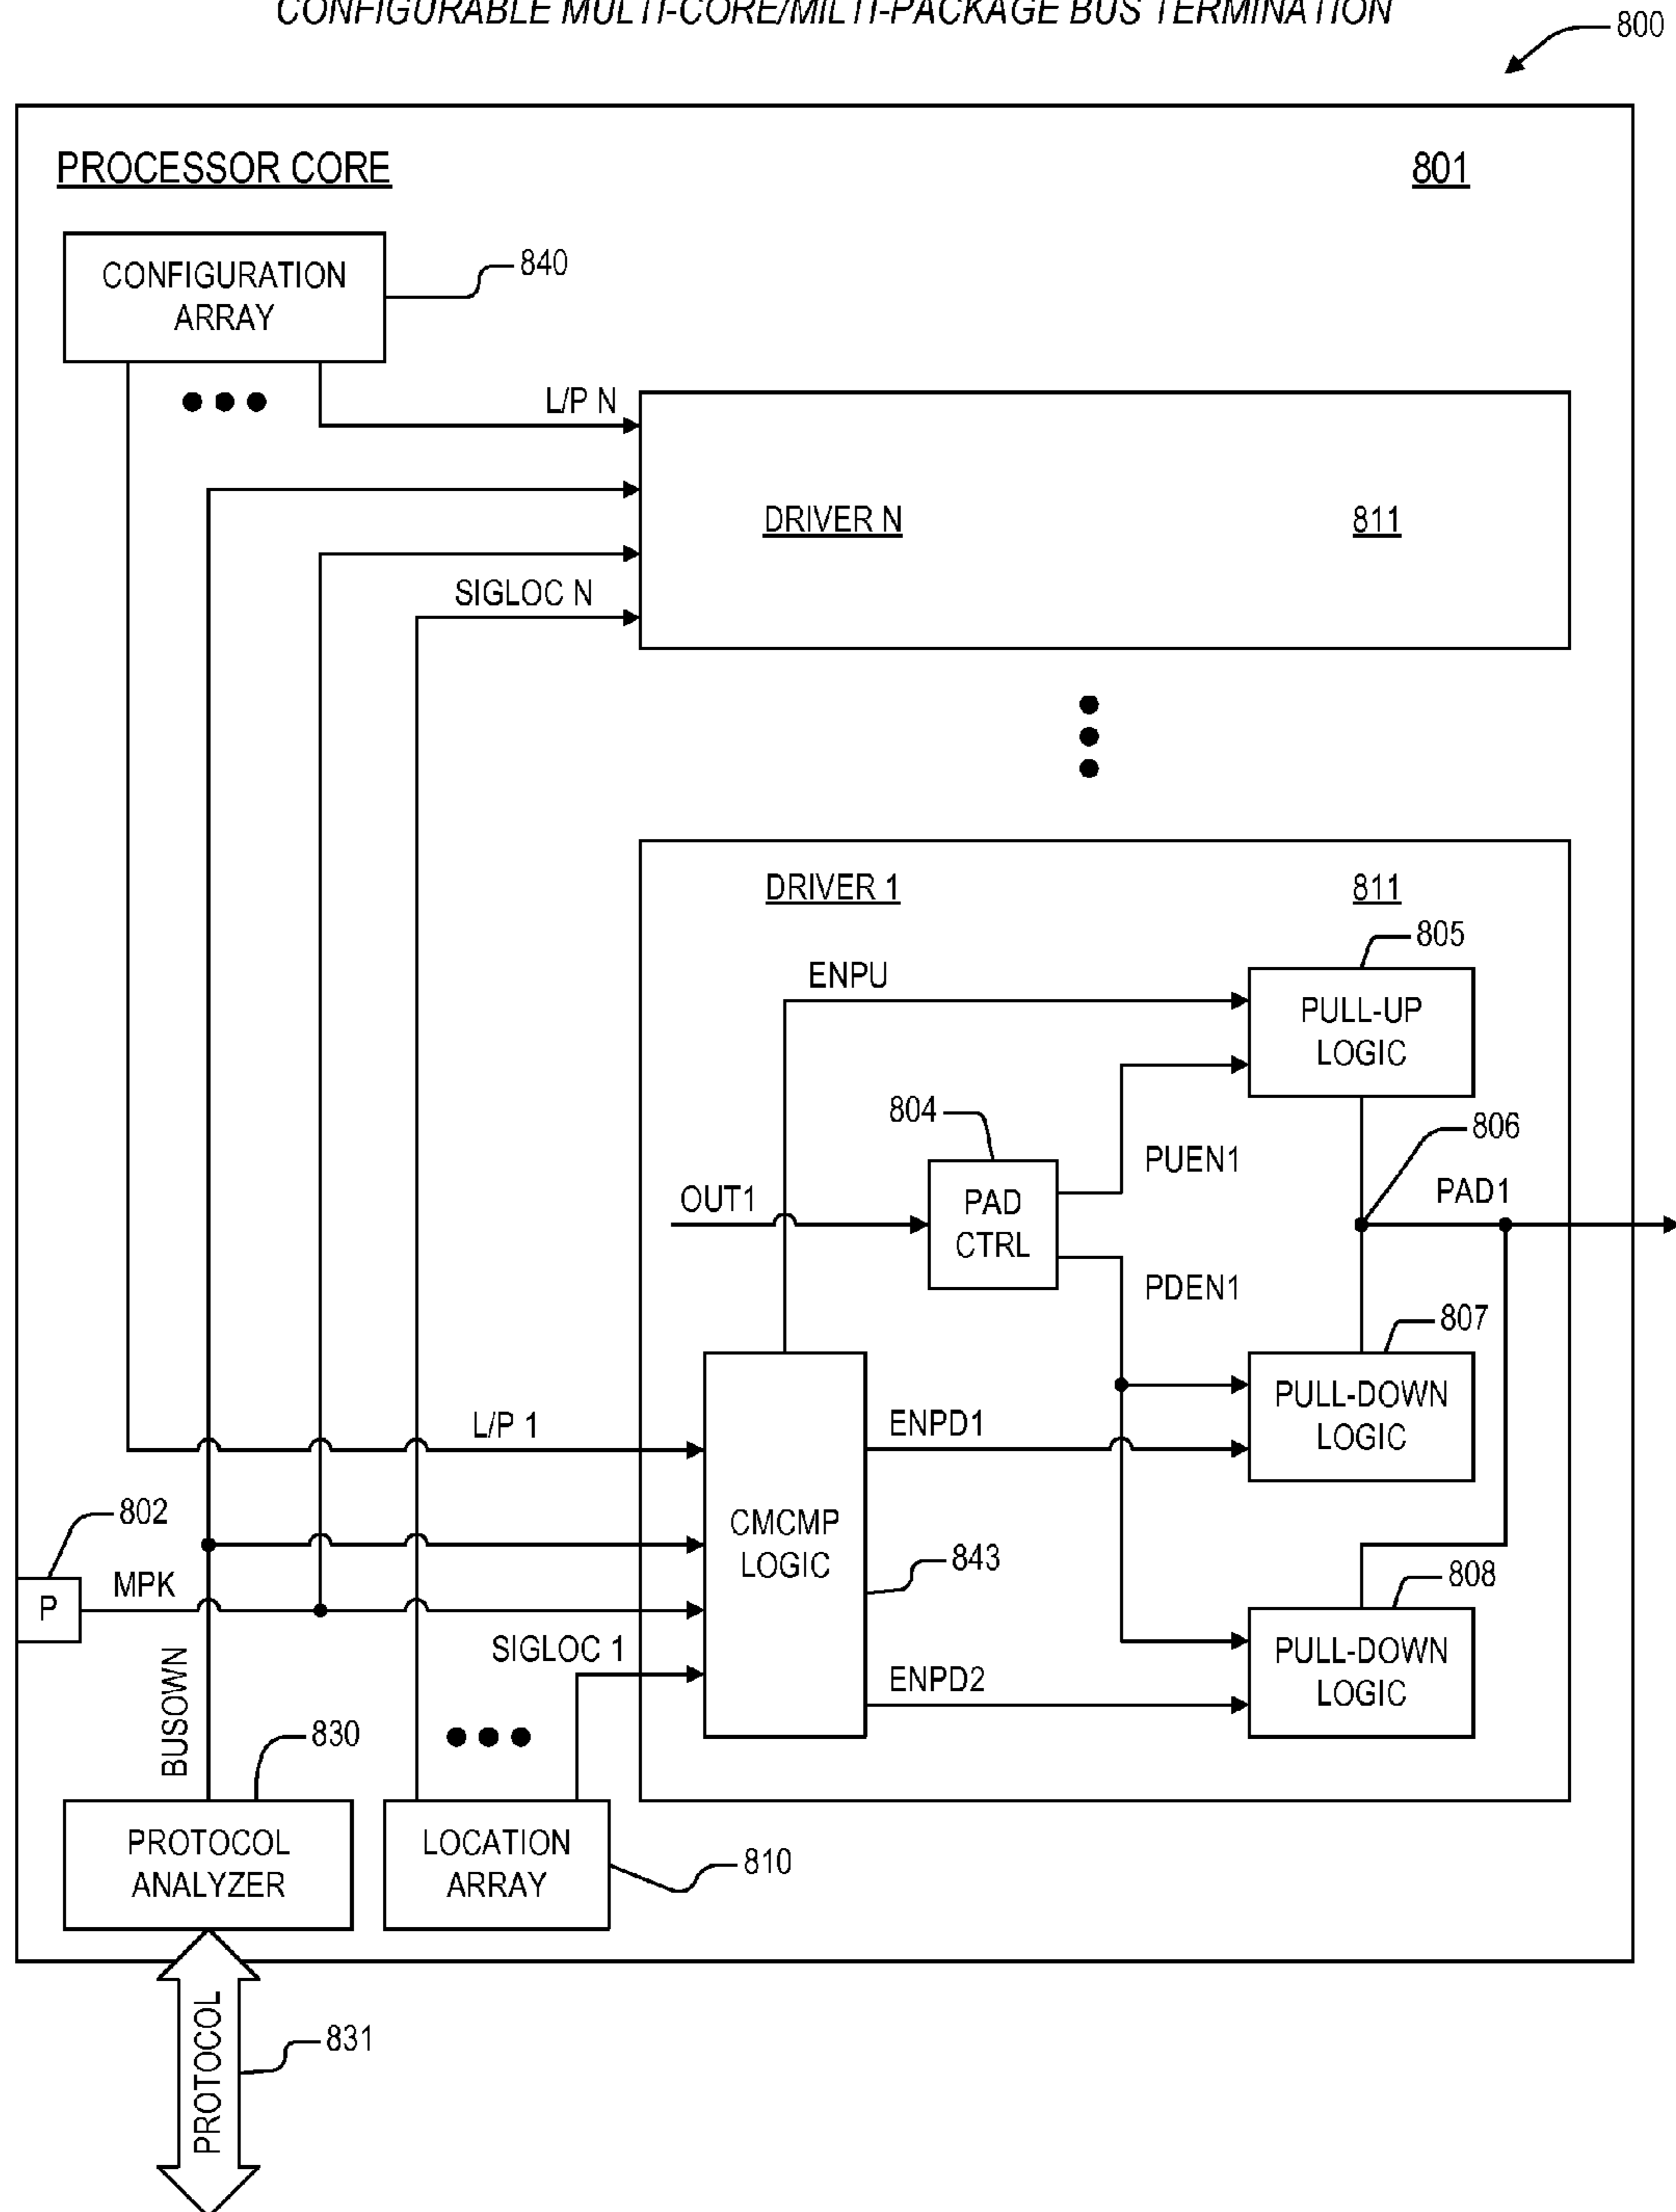 CONFIGURABLE MULTI-CORE/MILTI-PACKAGE BUS TERMINATION
800
PROCESSOR CORE
801
CONFIGURATION
ARRAY
840
L/P N
DRIVER N
811
SIGLOC N
DRIVER 1
811
805
ENPU
PULL-UP
LOGIC
804
806
PUEN1
OUT1
PAD
CTRL
PAD1
PDEN1
807
PULL-DOWN
LOGIC
L/P 1
ENPD1
802
CMCMP
LOGIC
843
MPK
P
808
SIGLOC 1
PULL-DOWN
LOGIC
ENPD2
BUSOWN
830
PROTOCOL
ANALYZER
LOCATION
ARRAY
810
PROTOCOL
831